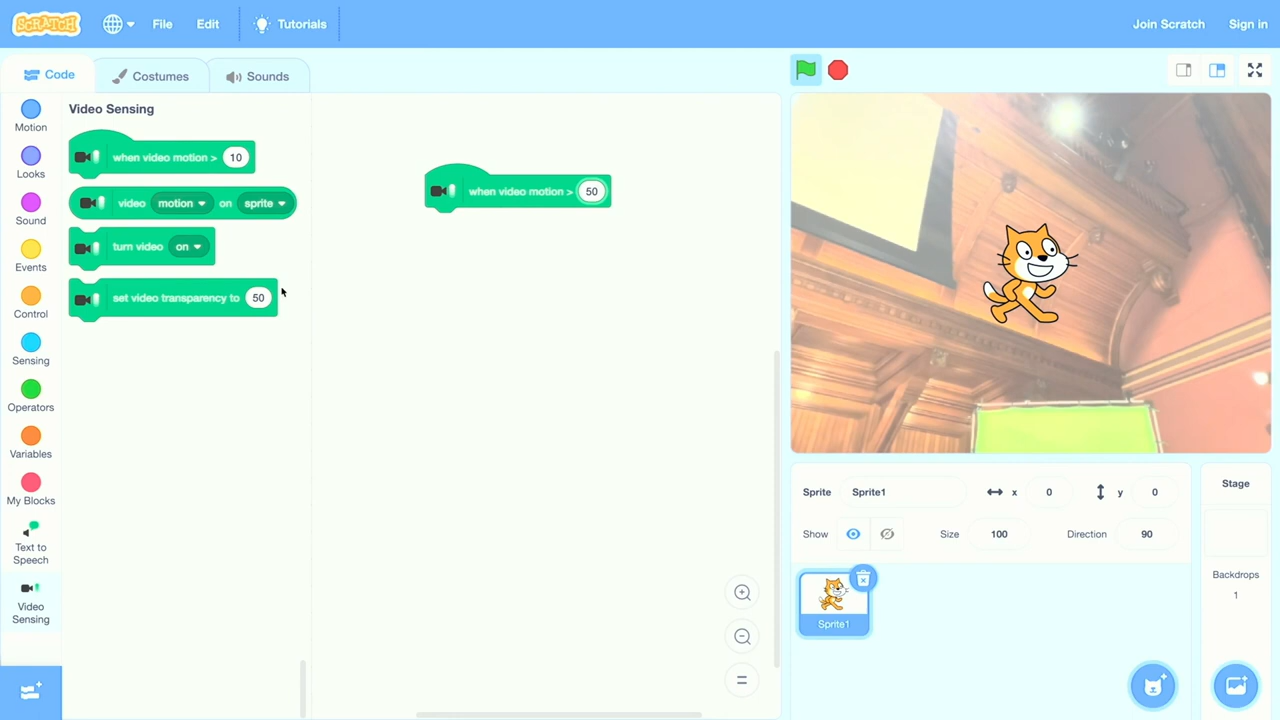 SCRATCH File Edit Tutorials Join Scratch Sign in
Code Costumes Sounds
Motion
Looks
Sound
Events
Control
Sensing
Operators
Variables
My Blocks
Text to
Speech
Video
Sensing
Video Sensing
when video motion > 10
video motion on sprite
turn video on
set video transparency to 50
when video motion > 50
Sprite Sprite1 x 0 y 0
Show Size 100 Direction 90
Sprite1
Stage
Backdrops
1